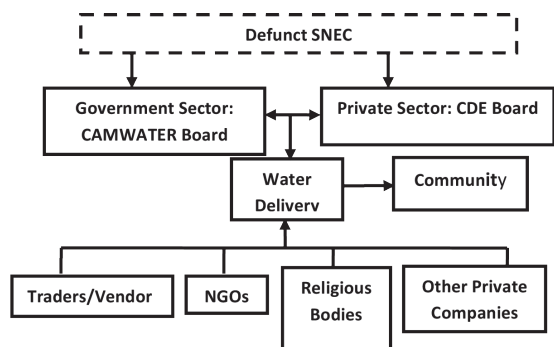 Defunct SNEC
Government Sector:
CAMWATER Board
Private Sector: CDE Board
Water
Delivery
Community
Traders/Vendor
NGOs
Religious
Bodies
Other Private
Companies